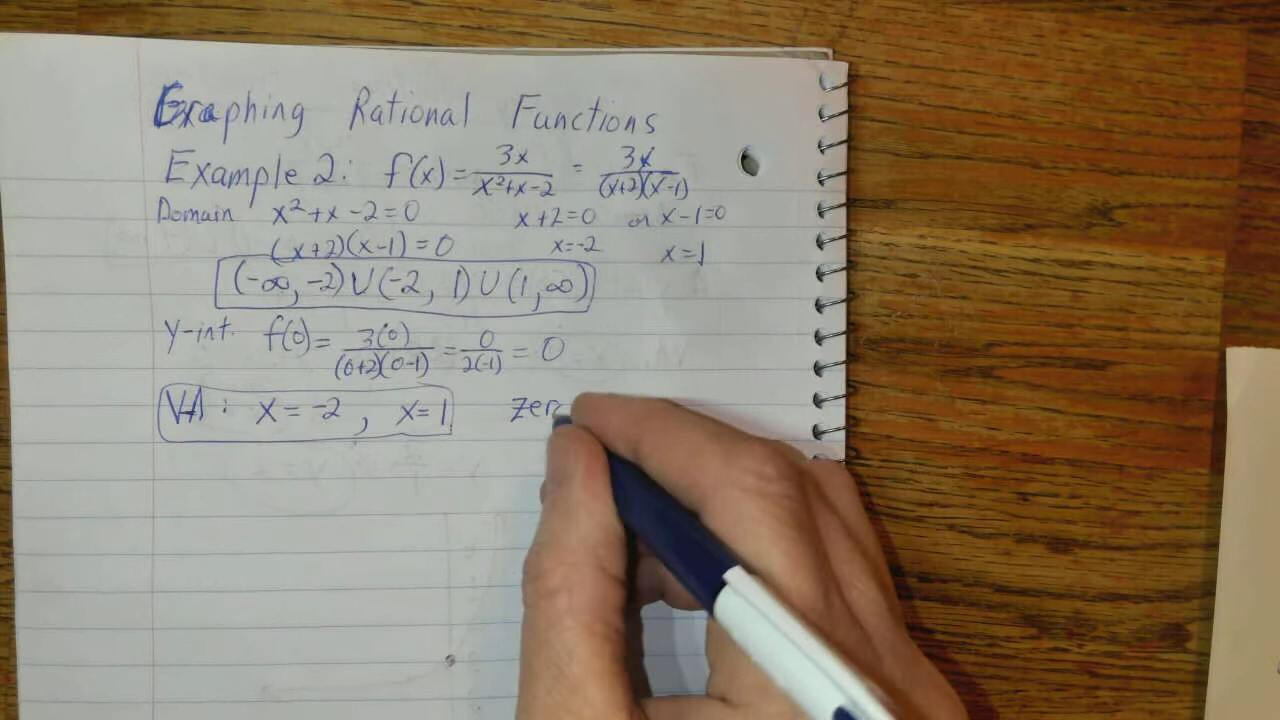 Graphing Rational Functions
Example 2: f(x) = 3x/(x²+x-2) = 3x/((x+2)(x-1))
Domain x²+x-2=0 x+2=0 or x-1=0
(x+2)(x-1)=0 x=-2 x=1
(-∞,-2)∪(-2,1)∪(1,∞)
y-int. f(0)= 3(0)/((0+2)(0-1)) = 0/(2(-1)) = 0
VA: x=-2, x=1 zero